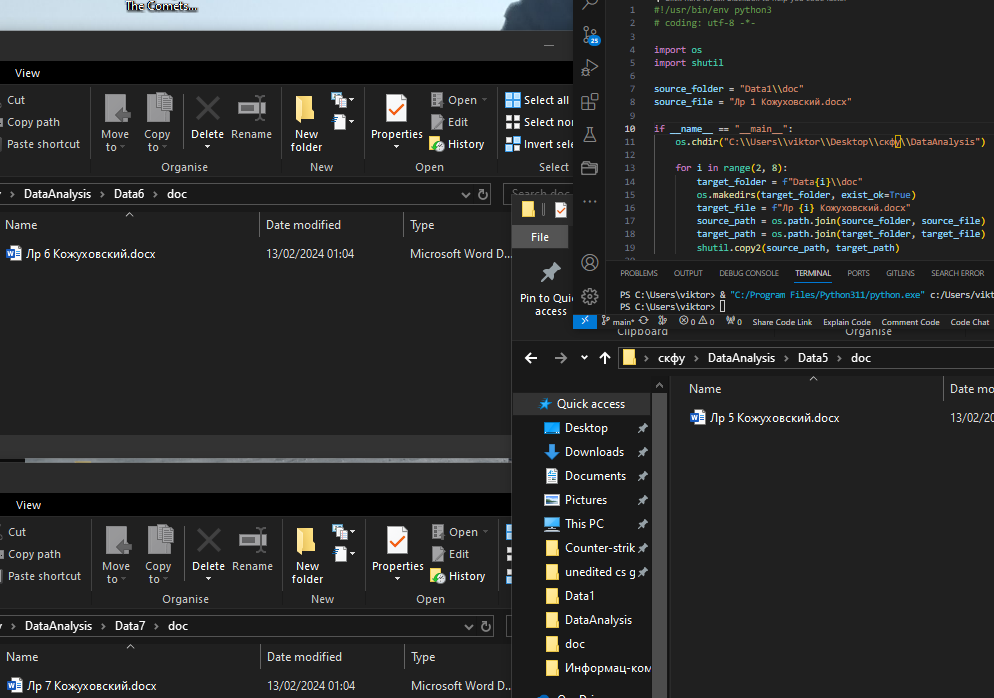 The Comets...
View
Cut
Copy path
Paste shortcut
Move to
Copy to
Delete
Rename
New folder
Properties
Open
Edit
History
Select all
Select
Organise
New
Open
Select
DataAnalysis > Data6 > doc
Name
Date modified
Type
Лр 6 Кожуховский.docx
13/02/2024 01:04
Microsoft Word D...
25
1 #!/usr/bin/env python3
2 # coding: utf-8 -*-
3
4 import os
5 import shutil
6
7 source_folder = "Data1\\doc"
8 source_file = "Лр 1 Кожуховский.docx"
9
10 if __name__ == "__main__":
11 os.chdir("C:\\Users\\viktor\\Desktop\\скфу\\DataAnalysis")
12
13 for i in range(2, 8):
14 target_folder = f"Data{i}\\doc"
15 os.makedirs(target_folder, exist_ok=True)
16 target_file = f"Лр {i} Кожуховский.docx"
17 source_path = os.path.join(source_folder, source_file)
18 target_path = os.path.join(target_folder, target_file)
19 shutil.copy2(source_path, target_path)
PROBLEMS OUTPUT DEBUG CONSOLE TERMINAL PORTS GITLENS SEARCH ERROR
PS C:\Users\viktor> & "C:/Program Files/Python311/python.exe" c:/Users/vikt
PS C:\Users\viktor>
main* 0 0 0 Share Code Link Explain Code Comment Code Code Chat
File
Pin to Quick access
Clipboard
Organise
скфу > DataAnalysis > Data5 > doc
Quick access
Desktop
Downloads
Documents
Pictures
This PC
Counter-strik
unedited cs g
Data1
DataAnalysis
doc
Информац-ком
Name
Date mo
Лр 5 Кожуховский.docx
13/02/20
View
Cut
Copy path
Paste shortcut
Move to
Copy to
Delete
Rename
New folder
Properties
Open
Edit
History
Organise
New
Open
DataAnalysis > Data7 > doc
Name
Date modified
Type
Лр 7 Кожуховский.docx
13/02/2024 01:04
Microsoft Word D...